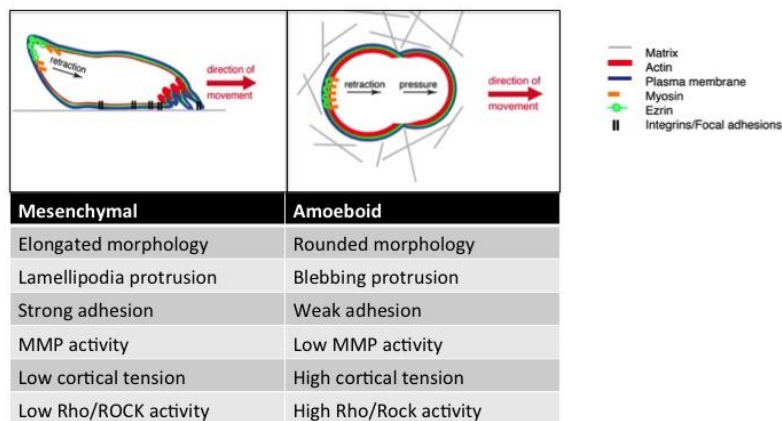 retraction
direction of
movement
retraction
pressure
direction of
movement
Matrix
Actin
Plasma membrane
Myosin
Ezrin
Integrins/Focal adhesions
Mesenchymal Amoeboid
Elongated morphology Rounded morphology
Lamellipodia protrusion Blebbing protrusion
Strong adhesion Weak adhesion
MMP activity Low MMP activity
Low cortical tension High cortical tension
Low Rho/ROCK activity High Rho/Rock activity